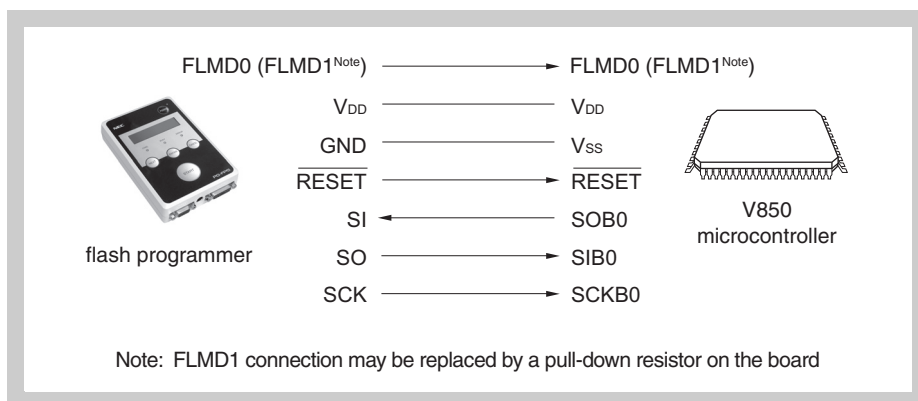 FLMD0 (FLMD1Note) FLMD0 (FLMD1Note)
VDD VDD
GND VSS
RESET RESET
SI SOB0
SO SIB0
SCK SCKB0
NEC
flash programmer
V850
microcontroller
Note: FLMD1 connection may be replaced by a pull-down resistor on the board